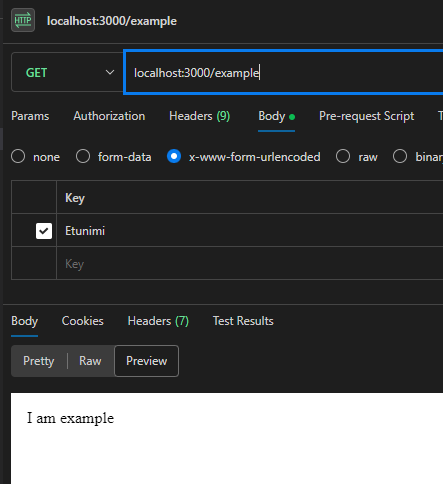 HTTP localhost:3000/example
GET localhost:3000/example
Params Authorization Headers (9) Body Pre-request Script T
none form-data x-www-form-urlencoded raw binar
Key
Etunimi
Key
Body Cookies Headers (7) Test Results
Pretty Raw Preview
I am example